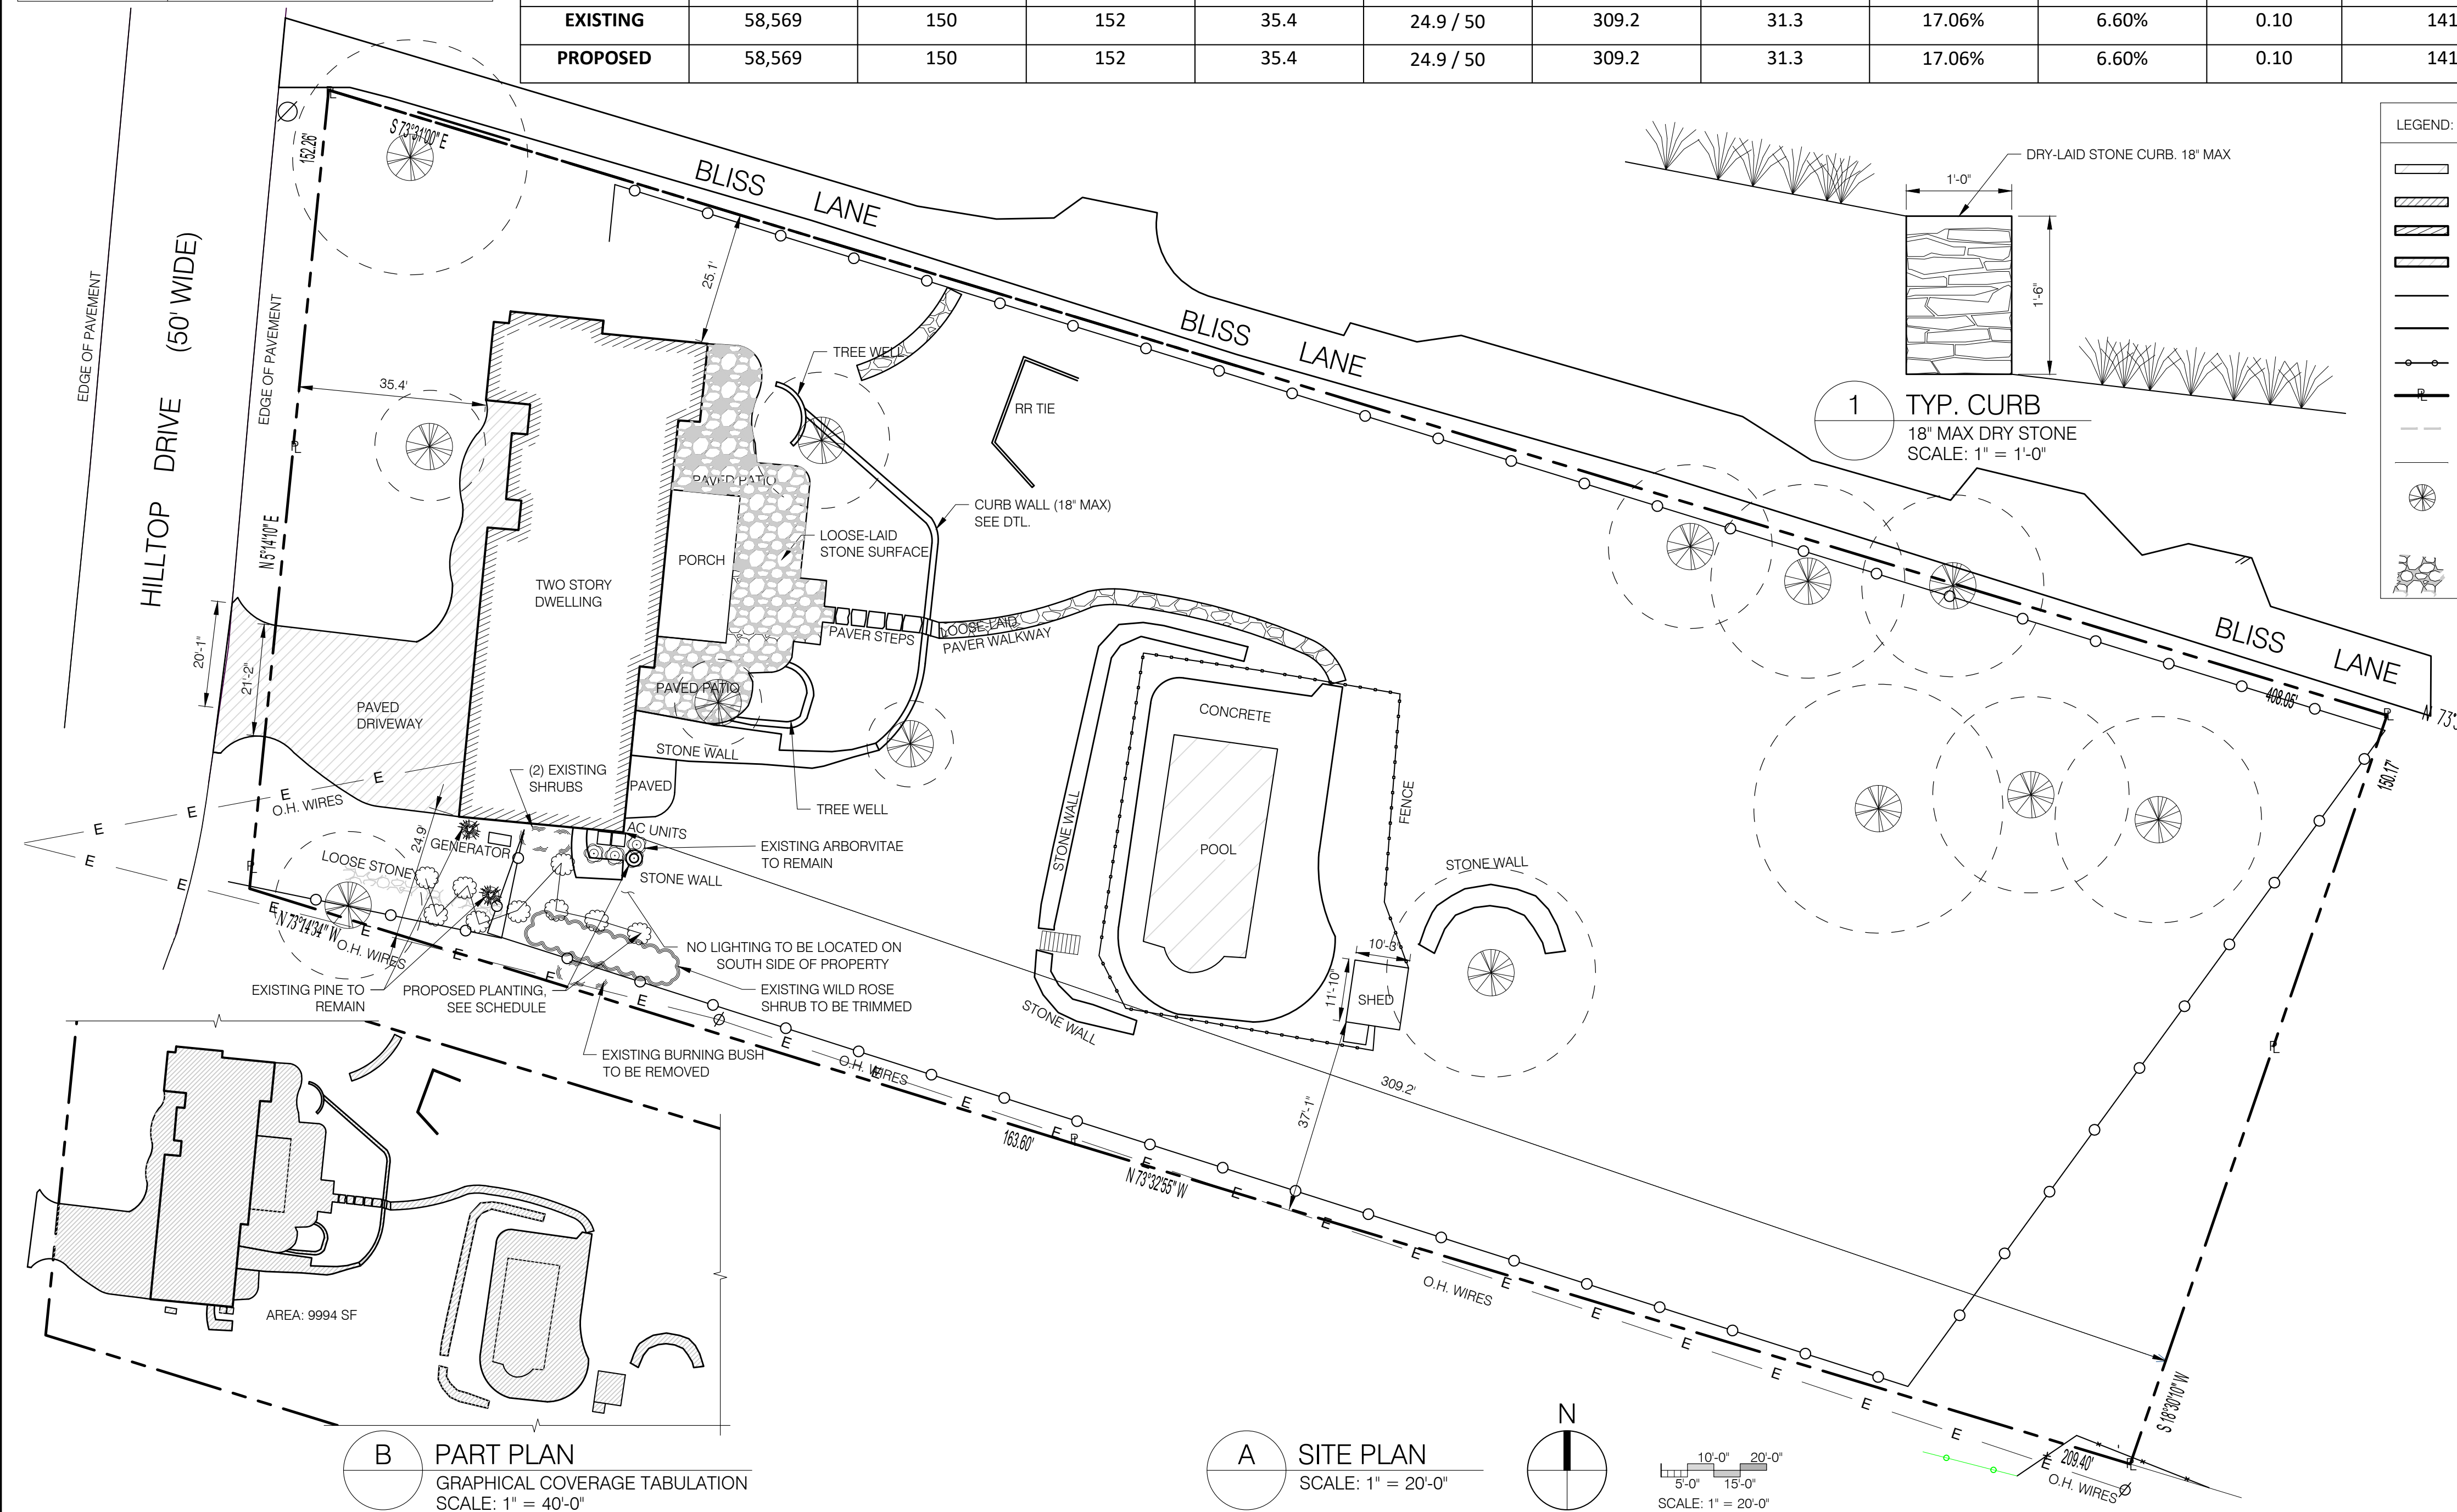 EXISTING 58,569 150 152 35.4 24.9 / 50 309.2 31.3 17.06% 6.60% 0.10 141
PROPOSED 58,569 150 152 35.4 24.9 / 50 309.2 31.3 17.06% 6.60% 0.10 141
LEGEND:
PL
152.26'
S 73°31'00" E
BLISS LANE
DRY-LAID STONE CURB. 18" MAX
1'-0"
1'-6"
1
TYP. CURB
18" MAX DRY STONE
SCALE: 1" = 1'-0"
EDGE OF PAVEMENT
HILLTOP DRIVE (50' WIDE)
EDGE OF PAVEMENT
25.1'
BLISS LANE
35.4'
TREE WELL
RR TIE
PL
N 5°14'10" E
PAVED PATIO
CURB WALL (18" MAX)
SEE DTL.
LOOSE-LAID
STONE SURFACE
PORCH
TWO STORY
DWELLING
PAVER STEPS
LOOSE-LAID
PAVER WALKWAY
BLISS LANE
20'-1"
21'-2"
PAVED PATIO
PAVED
DRIVEWAY
CONCRETE
408.05'
PL
N 73°
150.17'
STONE WALL
(2) EXISTING
SHRUBS
PAVED
E
E
O.H. WIRES
E
TREE WELL
FENCE
STONE WALL
POOL
E
E
E
24.9'
GENERATOR
AC UNITS
EXISTING ARBORVITAE
TO REMAIN
LOOSE STONE
STONE WALL
STONE WALL
PL
E
N 73°14'34" W
E
O.H. WIRES
E
E
NO LIGHTING TO BE LOCATED ON
SOUTH SIDE OF PROPERTY
10'-3"
11'-10"
SHED
EXISTING PINE TO
REMAIN
PROPOSED PLANTING,
SEE SCHEDULE
EXISTING WILD ROSE
SHRUB TO BE TRIMMED
E
STONE WALL
E
EXISTING BURNING BUSH
TO BE REMOVED
O.H. WIRES
E
309.2'
37'-1"
PL
E
163.60'
E
PL
E
N 73°32'55" W
E
E
E
E
O.H. WIRES
E
E
E
E
E
S 18°30'10" W
E
209.40'
PL
O.H. WIRES
AREA: 9994 SF
B
PART PLAN
GRAPHICAL COVERAGE TABULATION
SCALE: 1" = 40'-0"
A
SITE PLAN
SCALE: 1" = 20'-0"
N
10'-0" 20'-0"
5'-0" 15'-0"
SCALE: 1" = 20'-0"